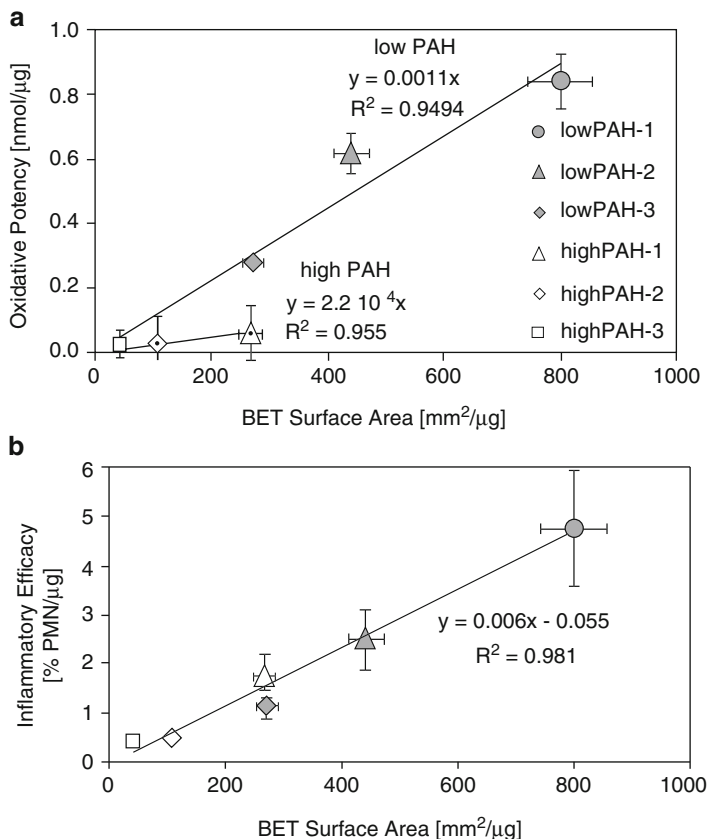 a
1.0
0.8
0.6
0.4
0.2
0.0
Oxidative Potency [nmol/μg]
low PAH
y = 0.0011x
R² = 0.9494
high PAH
y = 2.2 10 ⁴x
R² = 0.955
lowPAH-1
lowPAH-2
lowPAH-3
highPAH-1
highPAH-2
highPAH-3
0 200 400 600 800 1000
BET Surface Area [mm²/μg]
b
6
5
4
3
2
1
0
Inflammatory Efficacy
[% PMN/μg]
y = 0.006x - 0.055
R² = 0.981
0 200 400 600 800 1000
BET Surface Area [mm²/μg]